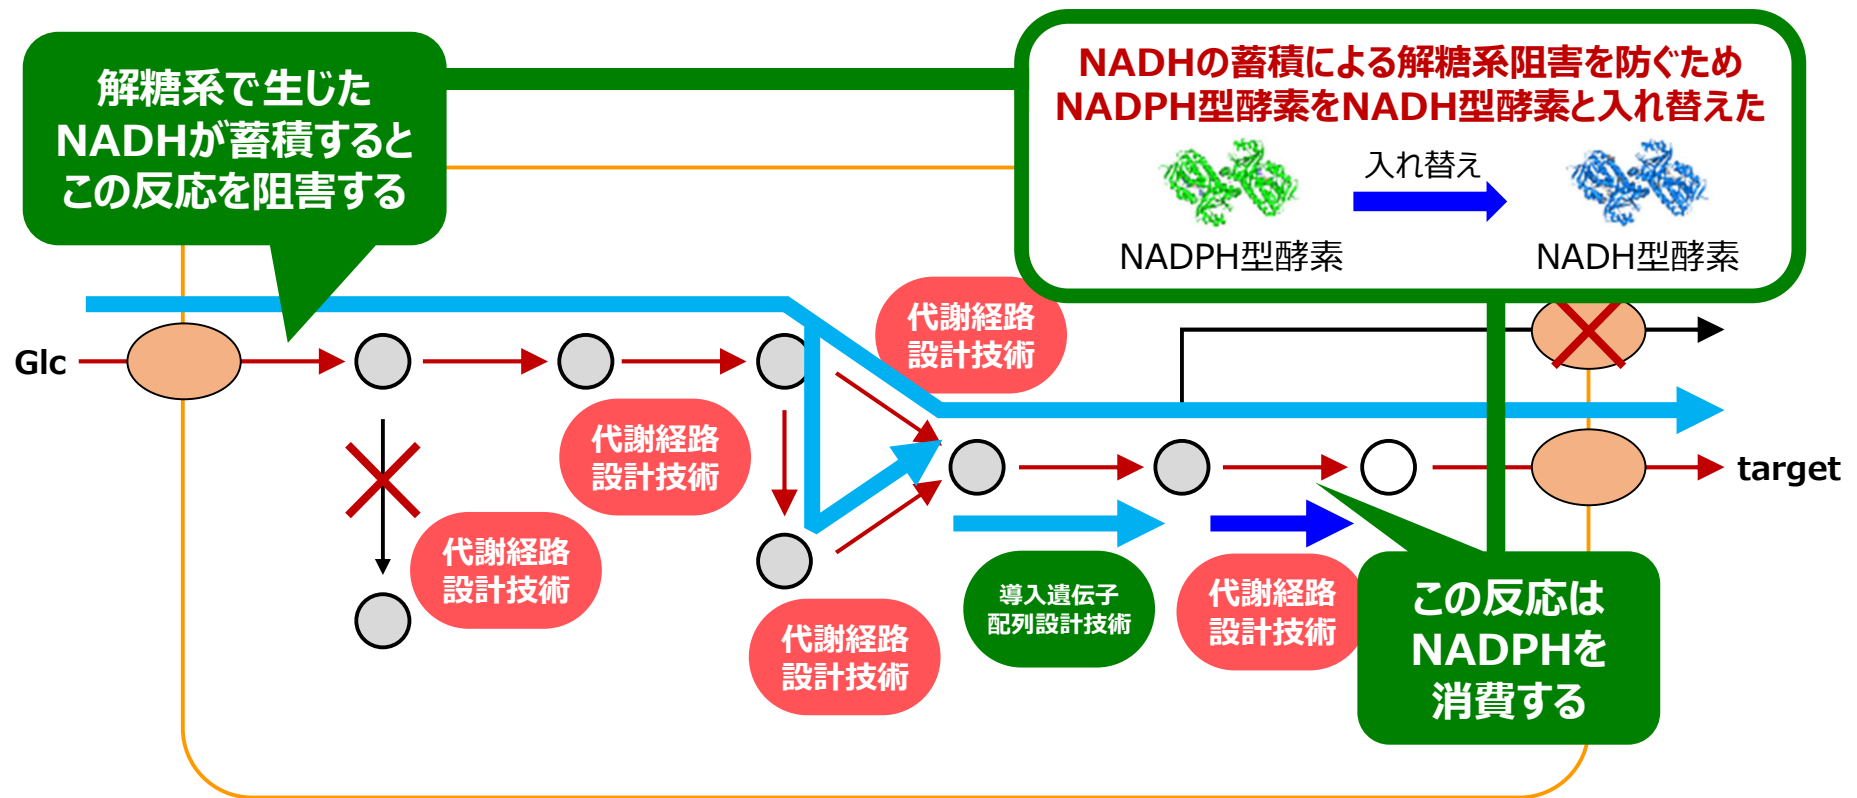 解糖系で生じた
NADHが蓄積すると
この反応を阻害する
NADHの蓄積による解糖系阻害を防ぐため
NADPH型酵素をNADH型酵素と入れ替えた
入れ替え
NADPH型酵素
NADH型酵素
代謝経路
設計技術
Glc
代謝経路
設計技術
target
代謝経路
設計技術
導入遺伝子
配列設計技術
代謝経路
設計技術
この反応は
NADPHを
消費する
代謝経路
設計技術